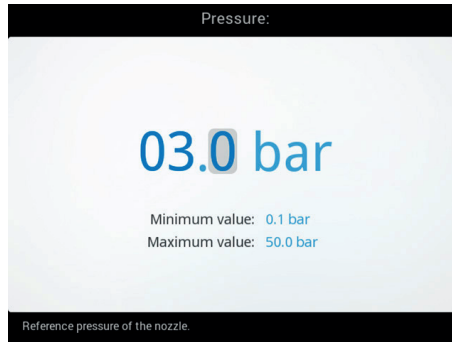 Pressure:
03.0 bar
Minimum value: 0.1 bar
Maximum value: 50.0 bar
Reference pressure of the nozzle.